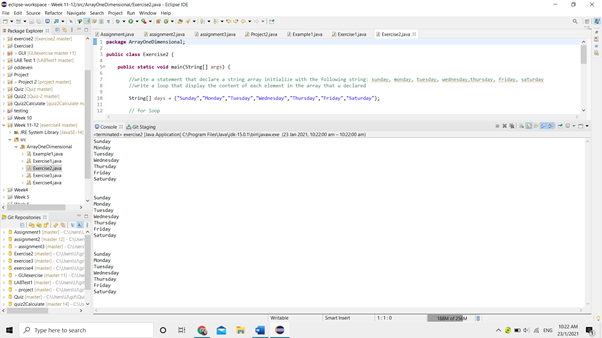 eclipse-workspace - Week 11-12/src/ArrayOneDimensional/Exercise2.java - Eclipse IDE
File Edit Source Refactor Navigate Search Project Run Window Help
Package Explorer
exercise2 [Exercise2 master]
Exercise3
GUI [GUIexercise master 11]
LAB Test 1 [LABTest1 master]
oddeven
Project
Project 2 [project master]
Quiz [Quiz master]
Quiz2Calculate [quiz2Calculate m
testing
Week 10
Week 11-12 [exercise4 master]
JRE System Library [JavaSE-14]
src
ArrayOneDimensional
Example1.java
Exercise1.java
Exercise2.java
Exercise3.java
Exercise4.java
Week4
Week 5
Git Repositories
Assignment1 [master] - C:\Users
assignment2 [master 12] - C:\Use
> assignment3 [master] - C:\User
Exercise2 [master] - C:\Users\
exercise3 [master] - C:\Users\
exercise4 [master] - C:\Users\
> GUIexercise [master 11] - C:\
LABTest1 [master] - C:\Users\
> project [master] - C:\Users\
Quiz [master] - C:\Users\
quiz2Calculate [master 14] - C:\Us
Assignment.java assignment2.java assignment3.java Project2.java Example1.java Exercise1.java Exercise2.java
1 package ArrayOneDimensional;
2
3 public class Exercise2 {
4
5 public static void main(String[] args) {
6
7 //write a statement that declare a string array initialize with the following string: sunday, monday, tuesday, wednesday,thursday, friday, saturday
8 //write a loop that display the content of each element in the array that u declared
9
10 String[] days = {"Sunday","Monday","Tuesday","Wednesday","Thursday","Friday","Saturday"};
11
12 // for loop
Console Git Staging
<terminated> exercise2 [Java Application] C:\Program Files\Java\jdk-15.0.1\bin\javaw.exe (23 Jan 2021, 10:22:00 am – 10:22:00 am)
Sunday
Monday
Tuesday
Wednesday
Thursday
Friday
Saturday
Sunday
Monday
Tuesday
Wednesday
Thursday
Friday
Saturday
Sunday
Monday
Tuesday
Wednesday
Thursday
Friday
Saturday
Writable Smart Insert 1 : 1 : 0
Type here to search
ENG
10:22 AM
23/1/2021